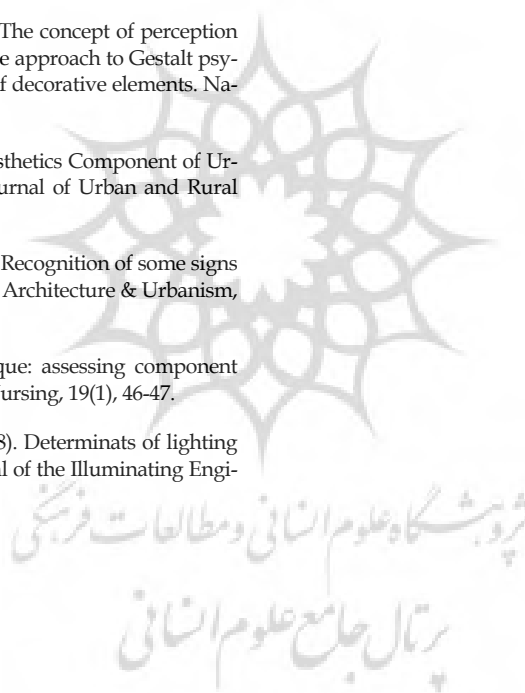 The concept of perception
e approach to Gestalt psy-
f decorative elements. Na-
sthetics Component of Ur-
urnal of Urban and Rural
Recognition of some signs
Architecture & Urbanism,
que: assessing component
ursing, 19(1), 46-47.
8). Determinats of lighting
al of the Illuminating Engi-
پژوهشگاه علوم انسانی و مطالعات فرهنگی
پرتال جامع علوم انسانی